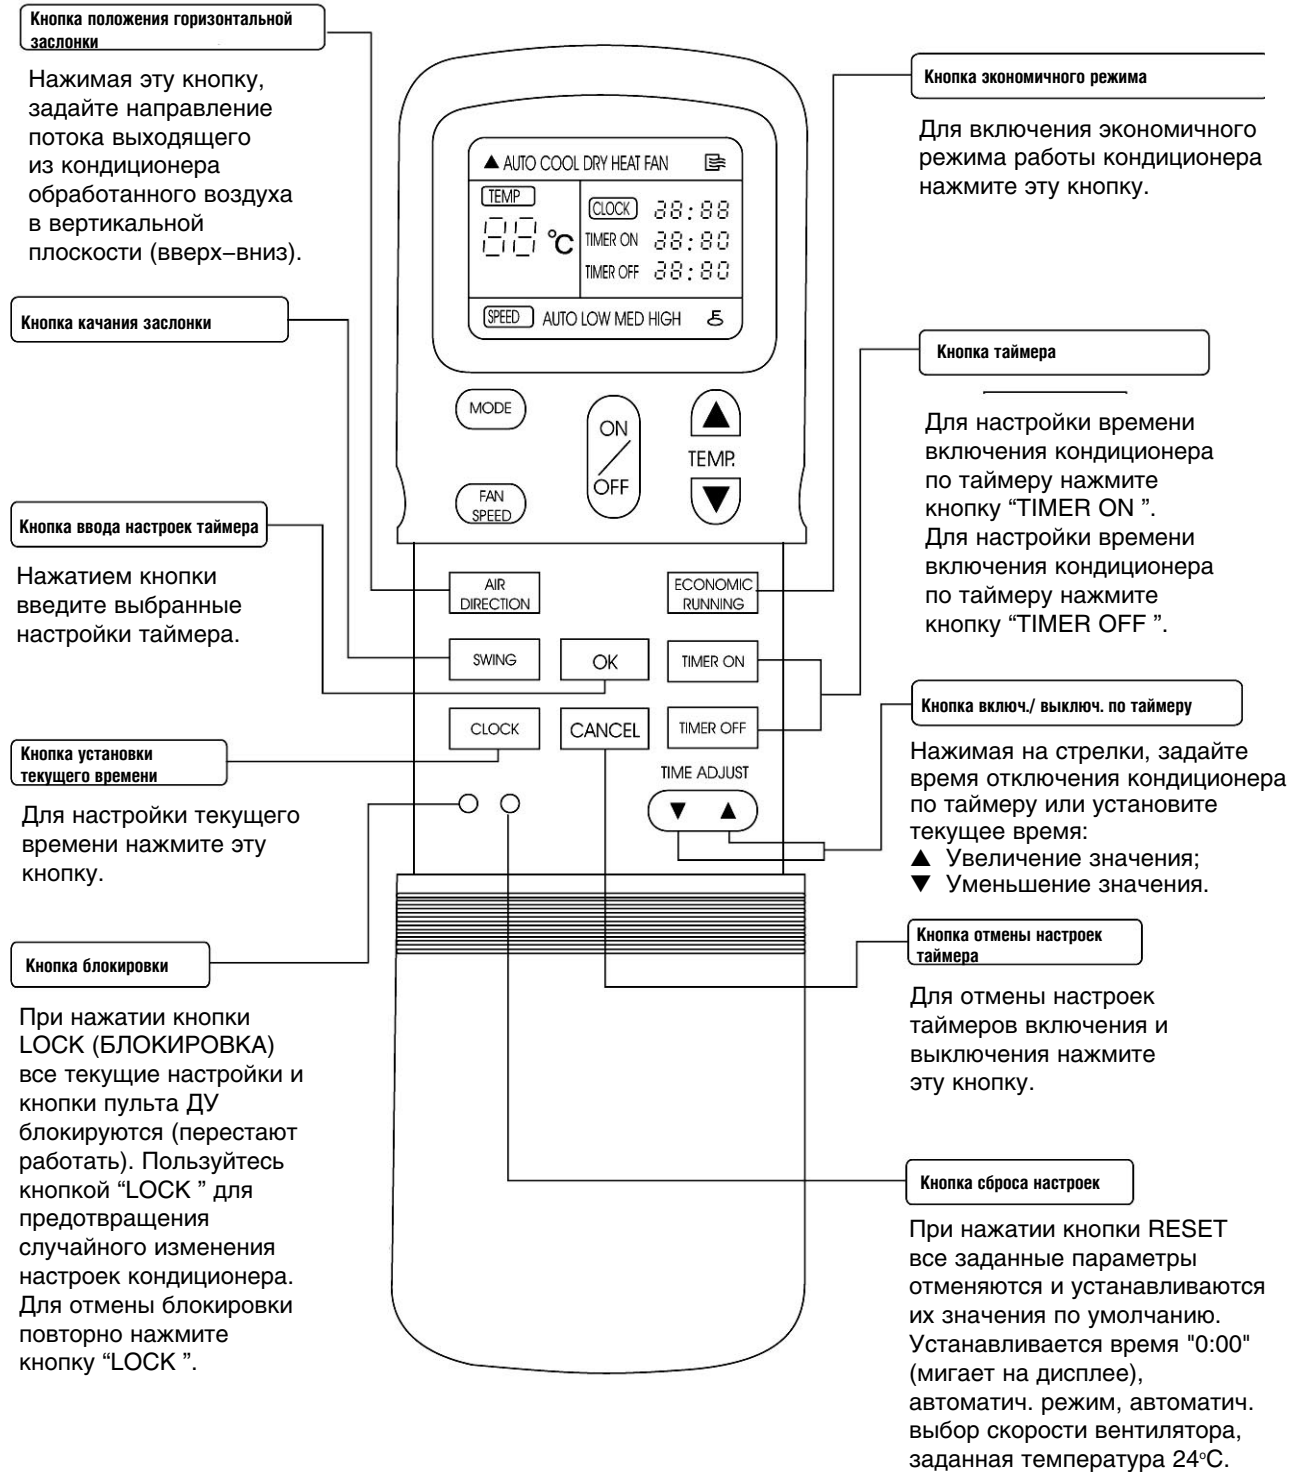 Кнопка положения горизонтальной
заслонки
Нажимая эту кнопку,
задайте направление
потока выходящего
из кондиционера
обработанного воздуха
в вертикальной
плоскости (вверх–вниз).
Кнопка качания заслонки
Кнопка ввода настроек таймера
Нажатием кнопки
введите выбранные
настройки таймера.
Кнопка установки
текущего времени
Для настройки текущего
времени нажмите эту
кнопку.
Кнопка блокировки
При нажатии кнопки
LOCK (БЛОКИРОВКА)
все текущие настройки и
кнопки пульта ДУ
блокируются (перестают
работать). Пользуйтесь
кнопкой “LOCK ” для
предотвращения
случайного изменения
настроек кондиционера.
Для отмены блокировки
повторно нажмите
кнопку “LOCK ”.
▲ AUTO COOL DRY HEAT FAN
TEMP
88 °C
CLOCK 88:88
TIMER ON 88:80
TIMER OFF 88:80
SPEED AUTO LOW MED HIGH
MODE
ON
OFF
▲
TEMP.
▼
FAN
SPEED
AIR
DIRECTION
ECONOMIC
RUNNING
SWING
OK
TIMER ON
CLOCK
CANCEL
TIMER OFF
TIME ADJUST
▼ ▲
Кнопка экономичного режима
Для включения экономичного
режима работы кондиционера
нажмите эту кнопку.
Кнопка таймера
Для настройки времени
включения кондиционера
по таймеру нажмите
кнопку “TIMER ON ”.
Для настройки времени
включения кондиционера
по таймеру нажмите
кнопку “TIMER OFF ”.
Кнопка включ./ выключ. по таймеру
Нажимая на стрелки, задайте
время отключения кондиционера
по таймеру или установите
текущее время:
▲ Увеличение значения;
▼ Уменьшение значения.
Кнопка отмены настроек
таймера
Для отмены настроек
таймеров включения и
выключения нажмите
эту кнопку.
Кнопка сброса настроек
При нажатии кнопки RESET
все заданные параметры
отменяются и устанавливаются
их значения по умолчанию.
Устанавливается время "0:00"
(мигает на дисплее),
автоматич. режим, автоматич.
выбор скорости вентилятора,
заданная температура 24°C.